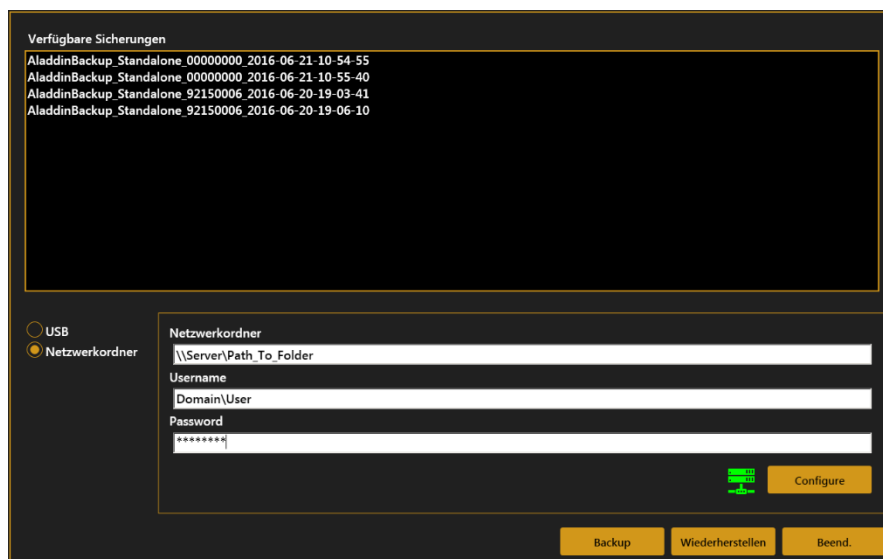 Verfügbare Sicherungen
AladdinBackup_Standalone_00000000_2016-06-21-10-54-55
AladdinBackup_Standalone_00000000_2016-06-21-10-55-40
AladdinBackup_Standalone_92150006_2016-06-20-19-03-41
AladdinBackup_Standalone_92150006_2016-06-20-19-06-10
USB
Netzwerkordner
Netzwerkordner
\\Server\Path_To_Folder
Username
Domain\User
Password
********
Configure
Backup
Wiederherstellen
Beend.